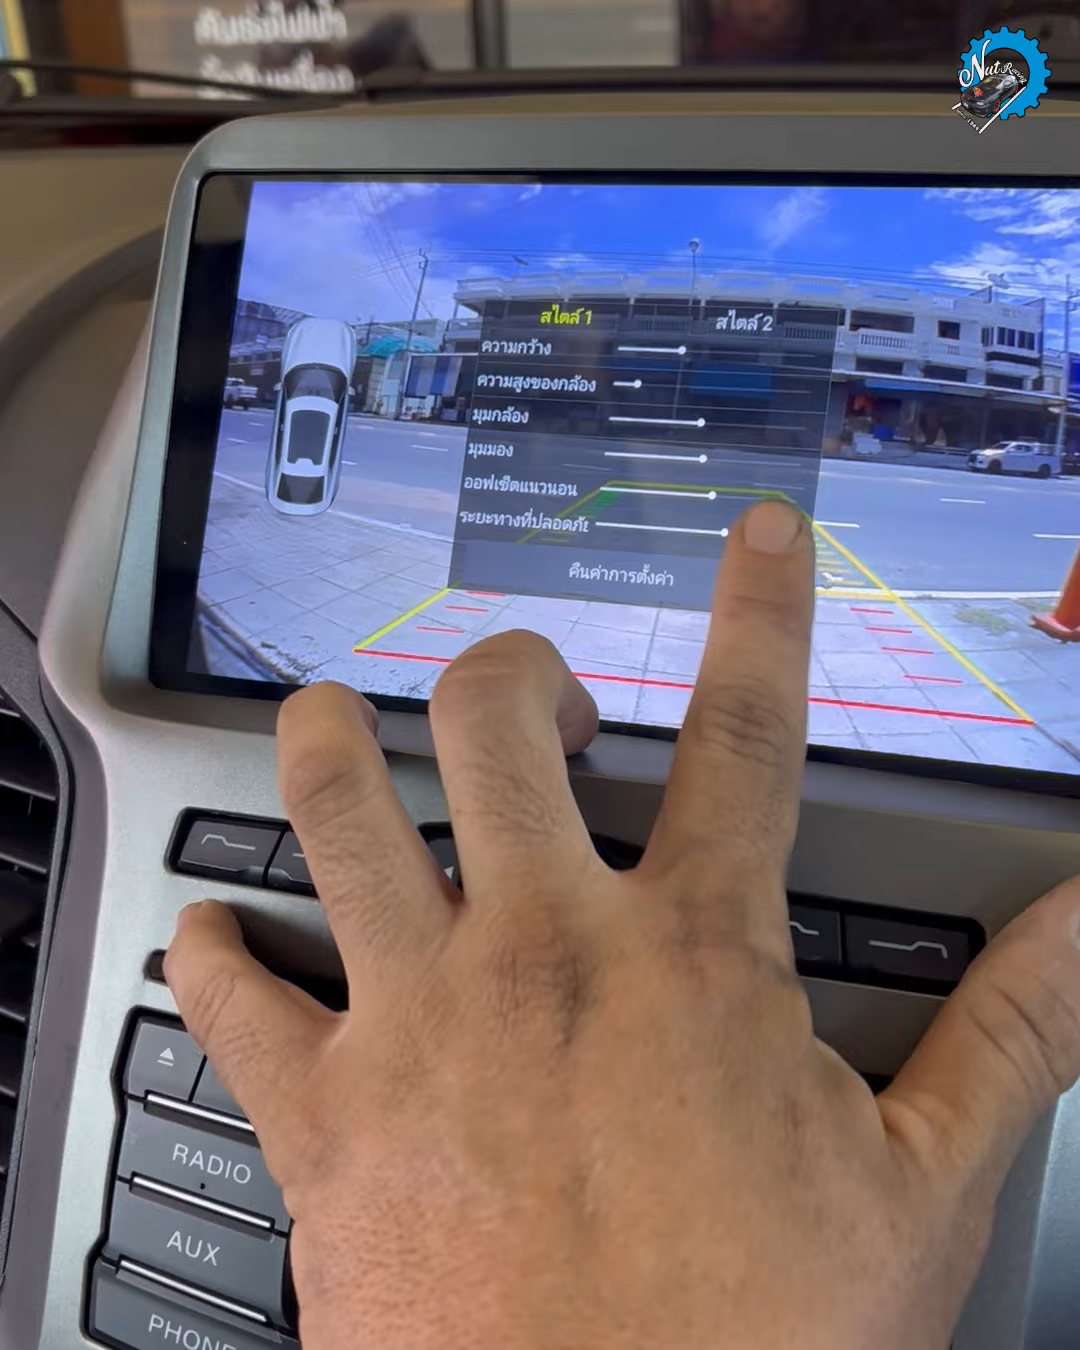 Nut Racing
สไตล์ 1
สไตล์ 2
ความกว้าง
ความสูงของกล้อง
มุมกล้อง
มุมมอง
ออฟเซ็ตแนวนอน
ระยะทางที่ปลอดภั
คืนค่าการตั้งค่า
RADIO
AUX
PHONE